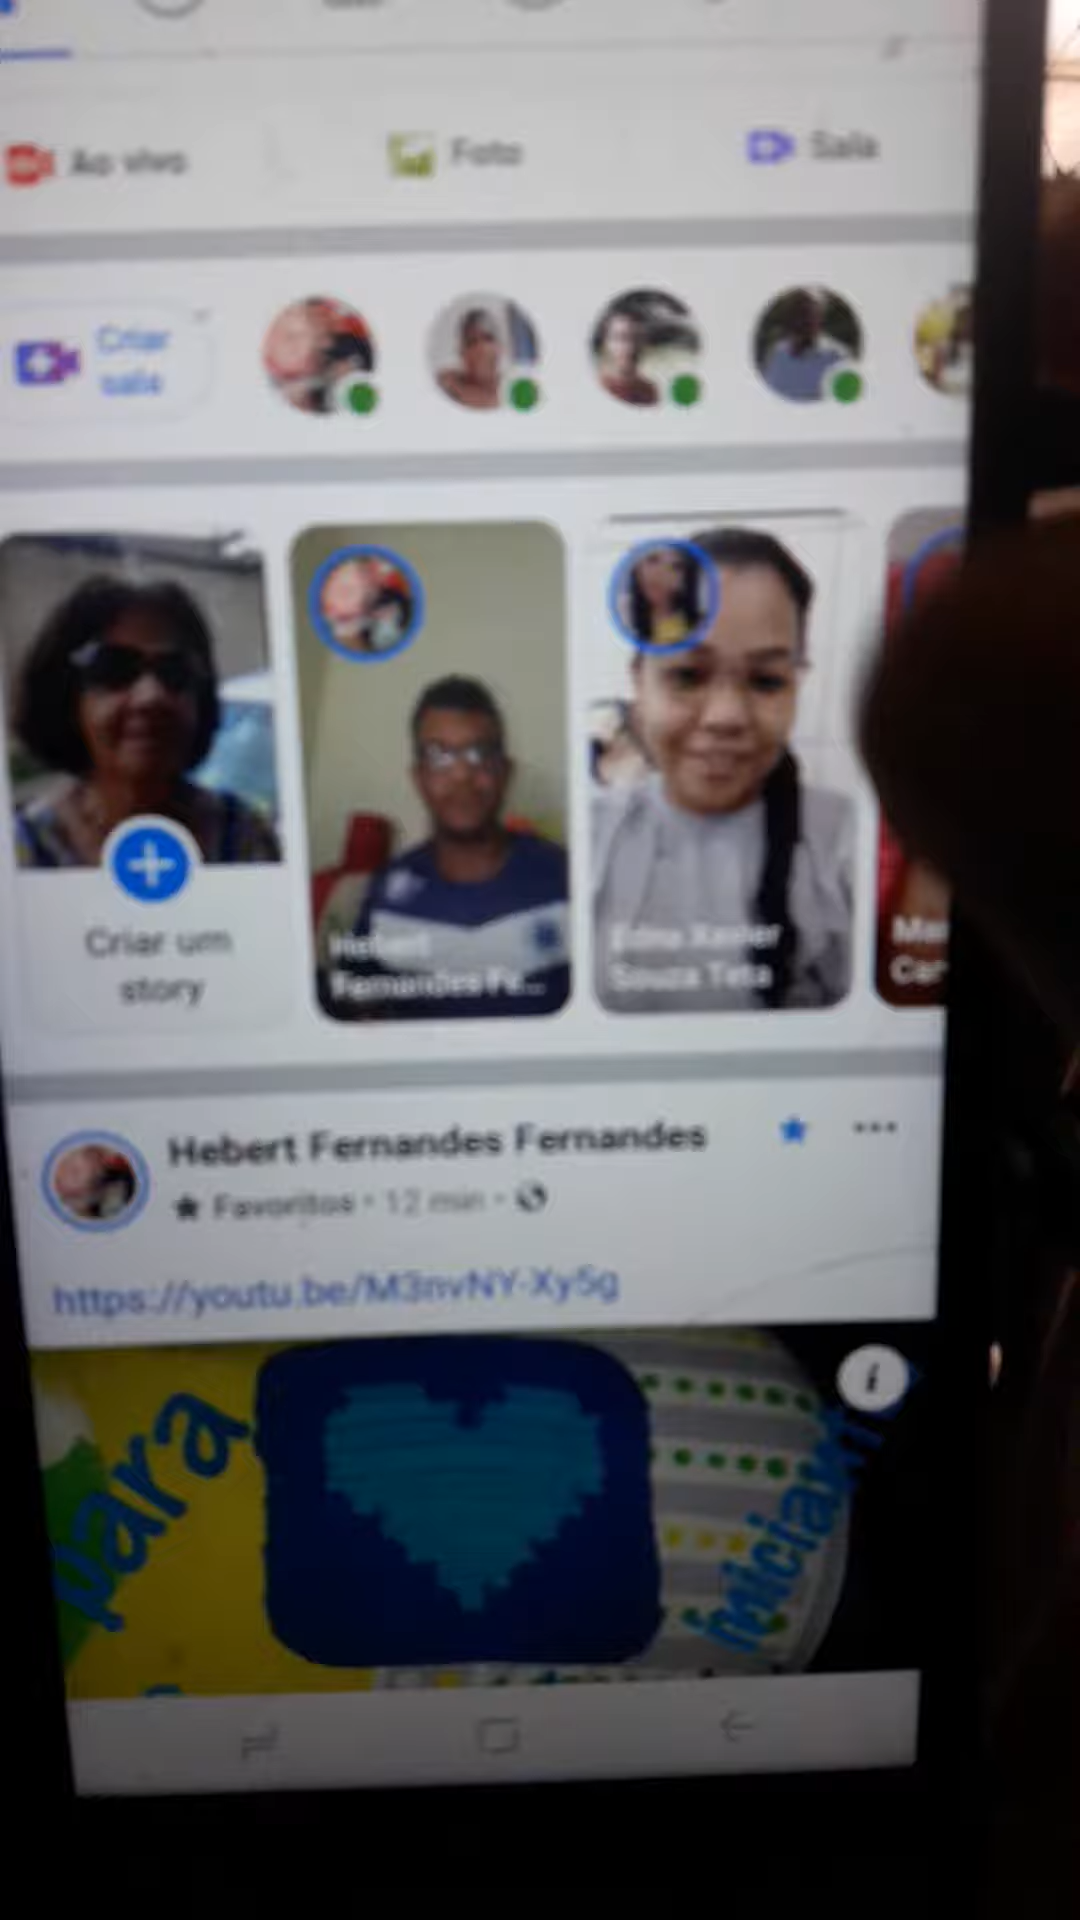 Ao vivo
Foto
Sala
Criar
sala
Criar um
story
Hebert
Fernandes Fe...
Edna Xavier
Souza Teta
Car
Hebert Fernandes Fernandes
Favoritos · 12 min ·
https://youtu.be/M3nvNY-Xy5g
para